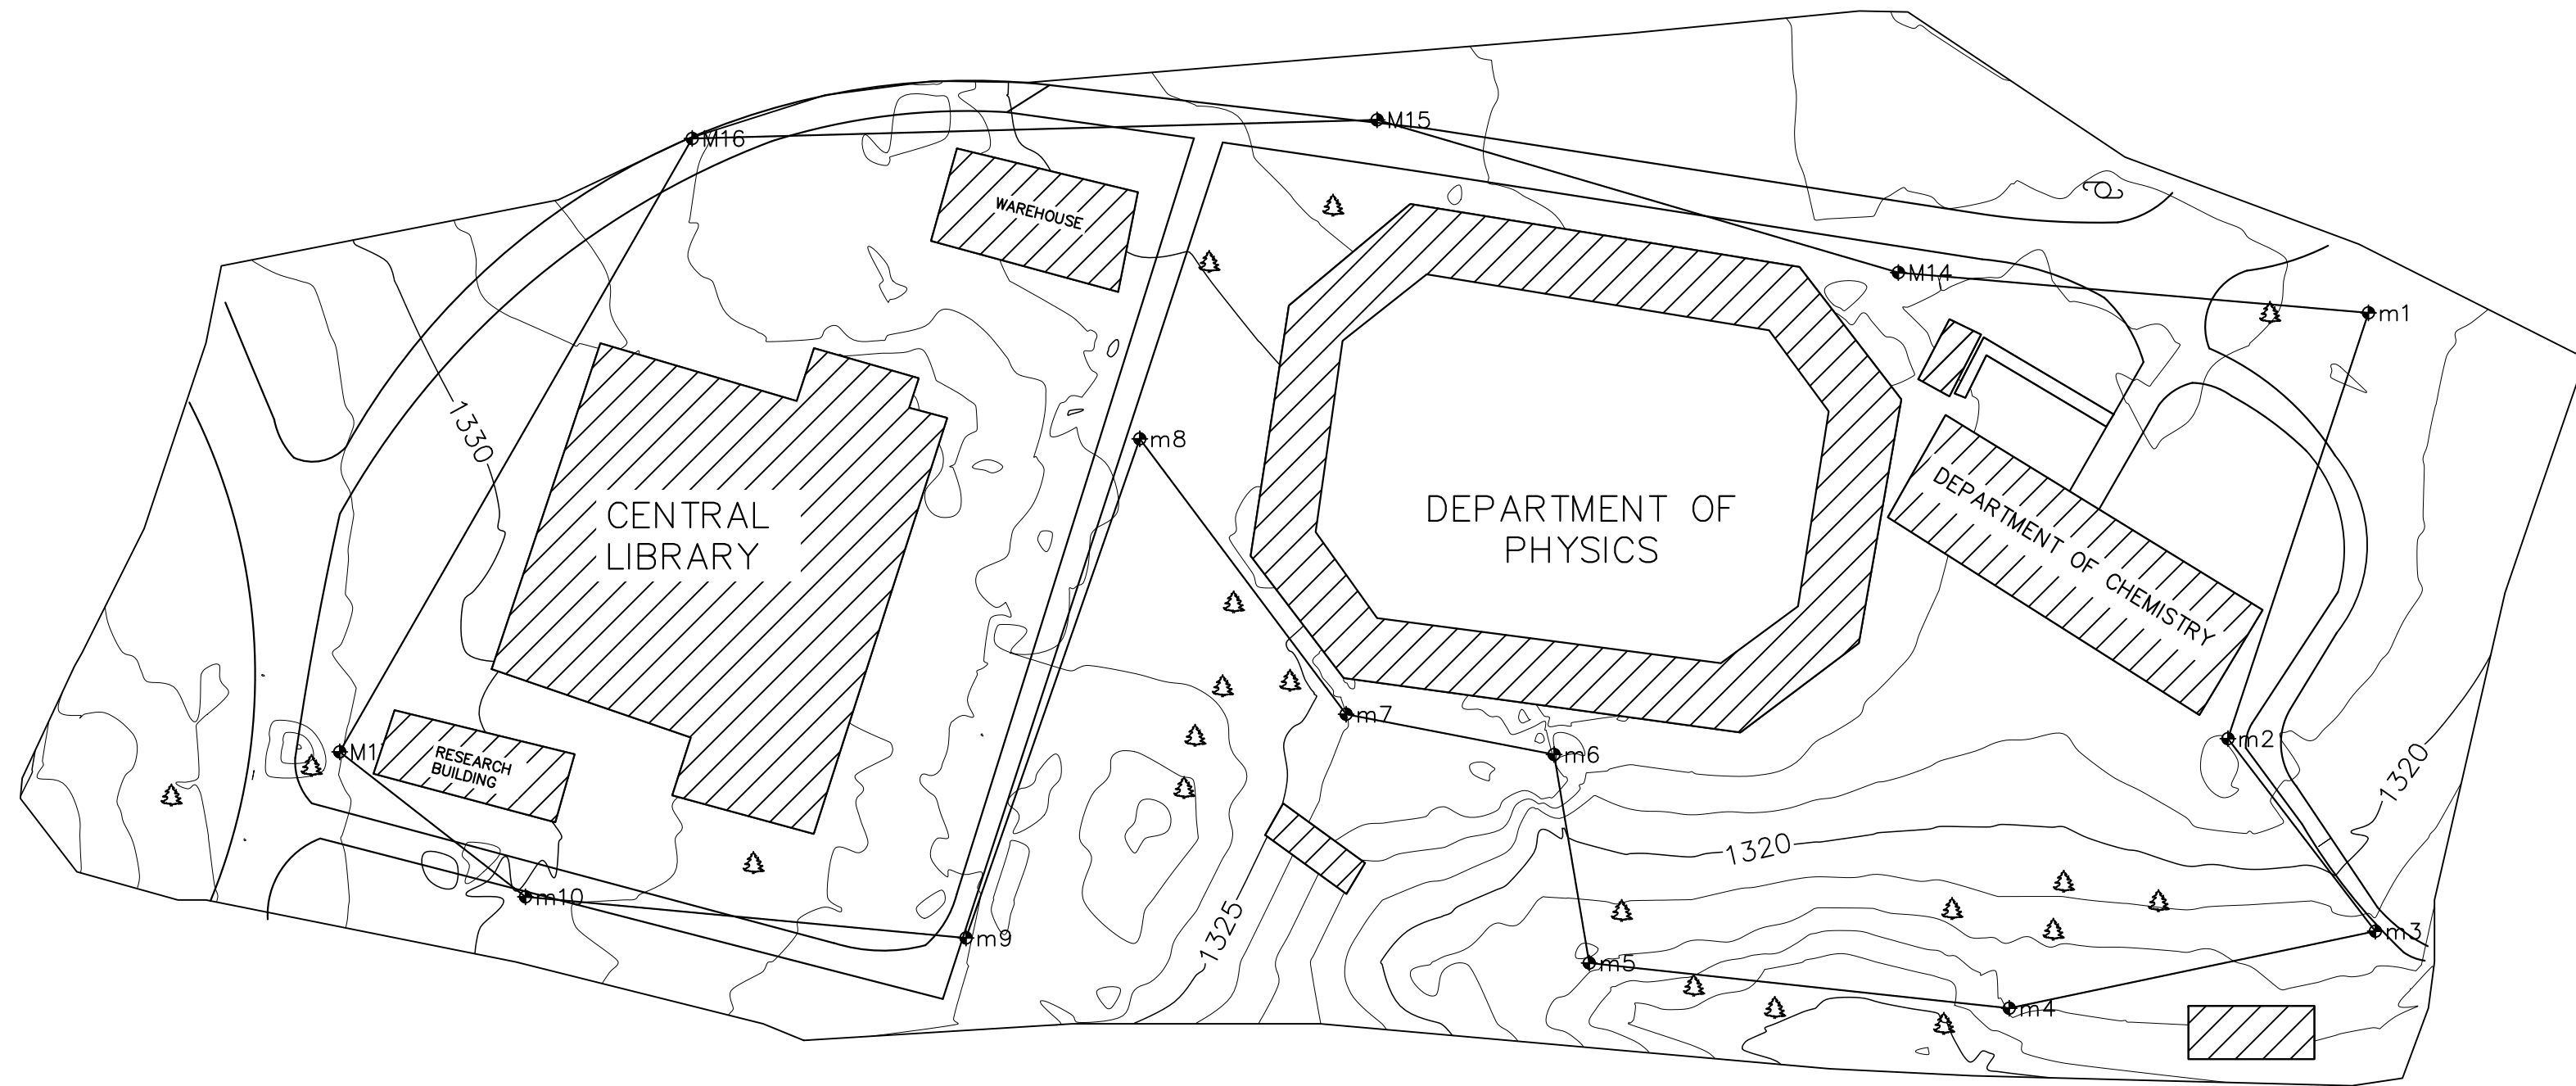 M15
M16
WAREHOUSE
M14
m1
1330
m8
CENTRAL
LIBRARY
DEPARTMENT OF
PHYSICS
DEPARTMENT OF CHEMISTRY
m7
m2
M1
RESEARCH
BUILDING
m6
1320
1320
m10
1325
m9
m3
m5
m4